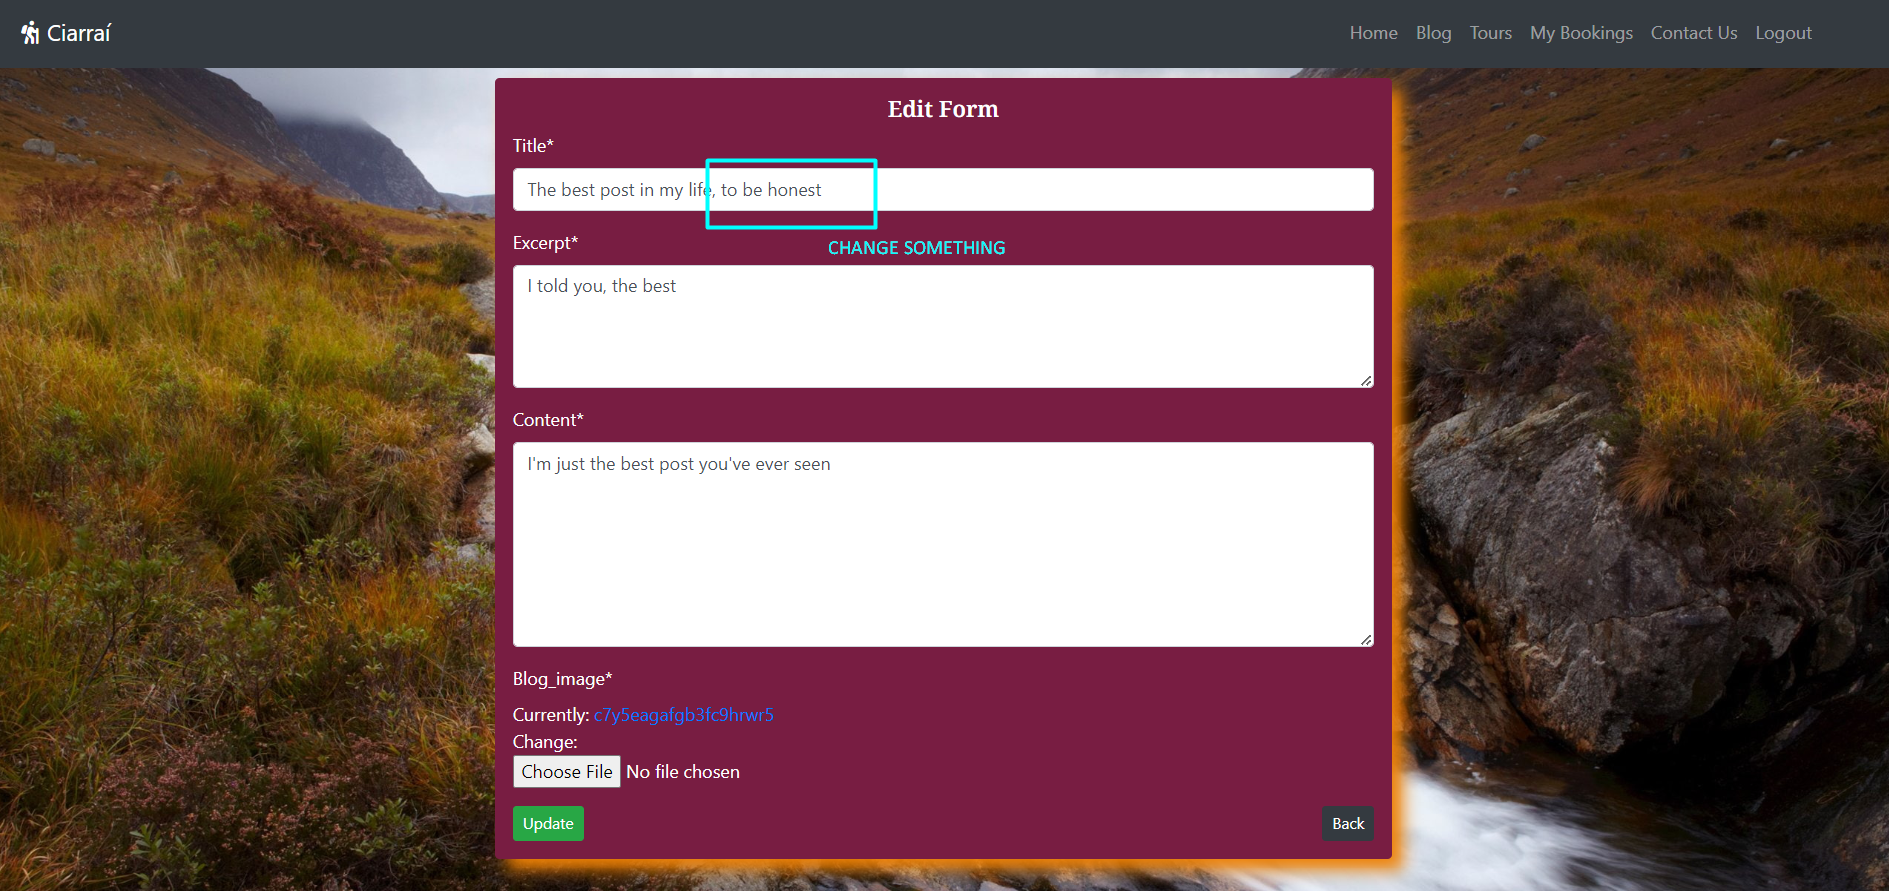 Ciarraí
Home Blog Tours My Bookings Contact Us Logout
Edit Form
Title*
The best post in my life, to be honest
Excerpt*
CHANGE SOMETHING
I told you, the best
Content*
I'm just the best post you've ever seen
Blog_image*
Currently: c7y5eagafgb3fc9hrwr5
Change:
Choose File No file chosen
Update
Back